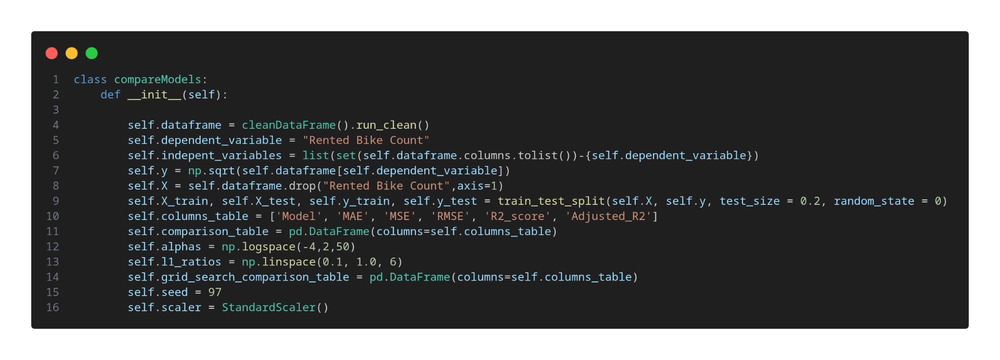 1 class compareModels:
2     def __init__(self):
3
4         self.dataframe = cleanDataFrame().run_clean()
5         self.dependent_variable = "Rented Bike Count"
6         self.indepent_variables = list(set(self.dataframe.columns.tolist())-{self.dependent_variable})
7         self.y = np.sqrt(self.dataframe[self.dependent_variable])
8         self.X = self.dataframe.drop("Rented Bike Count",axis=1)
9         self.X_train, self.X_test, self.y_train, self.y_test = train_test_split(self.X, self.y, test_size = 0.2, random_state = 0)
10         self.columns_table = ['Model', 'MAE', 'MSE', 'RMSE', 'R2_score', 'Adjusted_R2']
11         self.comparison_table = pd.DataFrame(columns=self.columns_table)
12         self.alphas = np.logspace(-4,2,50)
13         self.l1_ratios = np.linspace(0.1, 1.0, 6)
14         self.grid_search_comparison_table = pd.DataFrame(columns=self.columns_table)
15         self.seed = 97
16         self.scaler = StandardScaler()